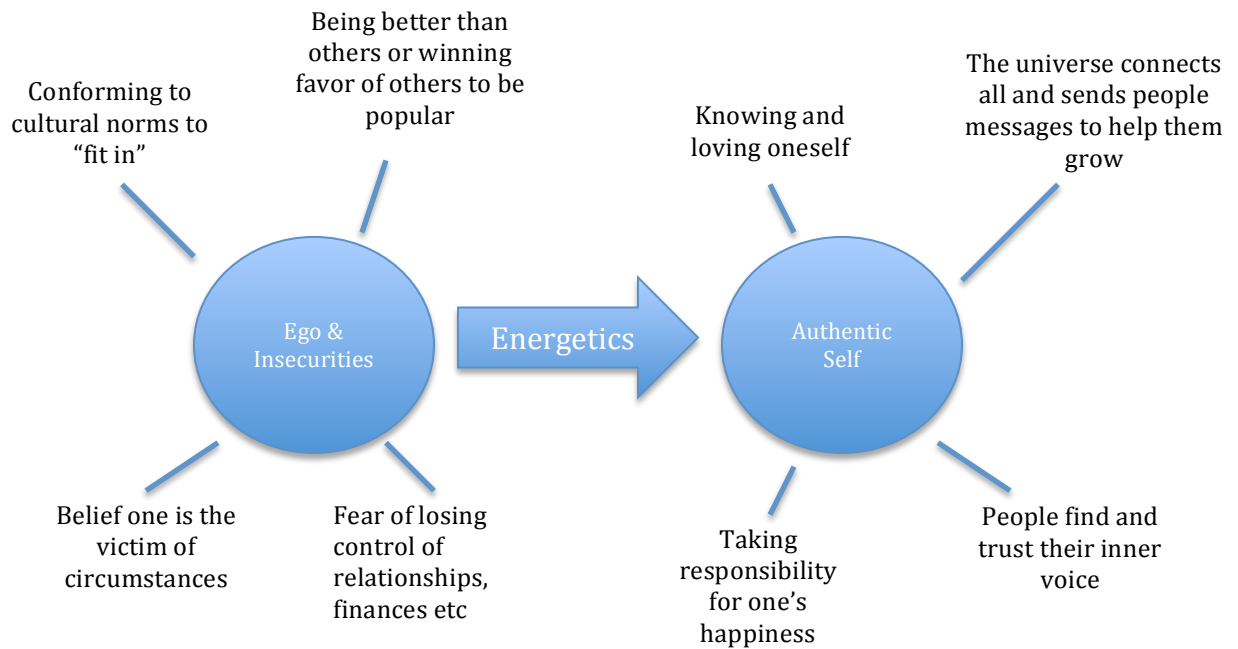 Conforming to
cultural norms to
“fit in”
Being better than
others or winning
favor of others to be
popular
Knowing and
loving oneself
The universe connects
all and sends people
messages to help them
grow
Ego &
Insecurities
Energetics
Authentic
Self
Belief one is the
victim of
circumstances
Fear of losing
control of
relationships,
finances etc
Taking
responsibility
for one’s
happiness
People find and
trust their inner
voice